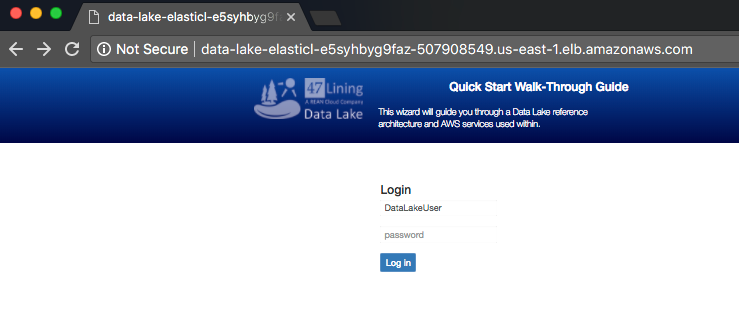 data-lake-elasticl-e5syhbyg9fa
Not Secure | data-lake-elasticl-e5syhbyg9faz-507908549.us-east-1.elb.amazonaws.com
47 Lining
A REAN Cloud Company
Data Lake
Quick Start Walk-Through Guide
This wizard will guide you through a Data Lake reference
architecture and AWS services used within.
Login
DataLakeUser
password
Log in